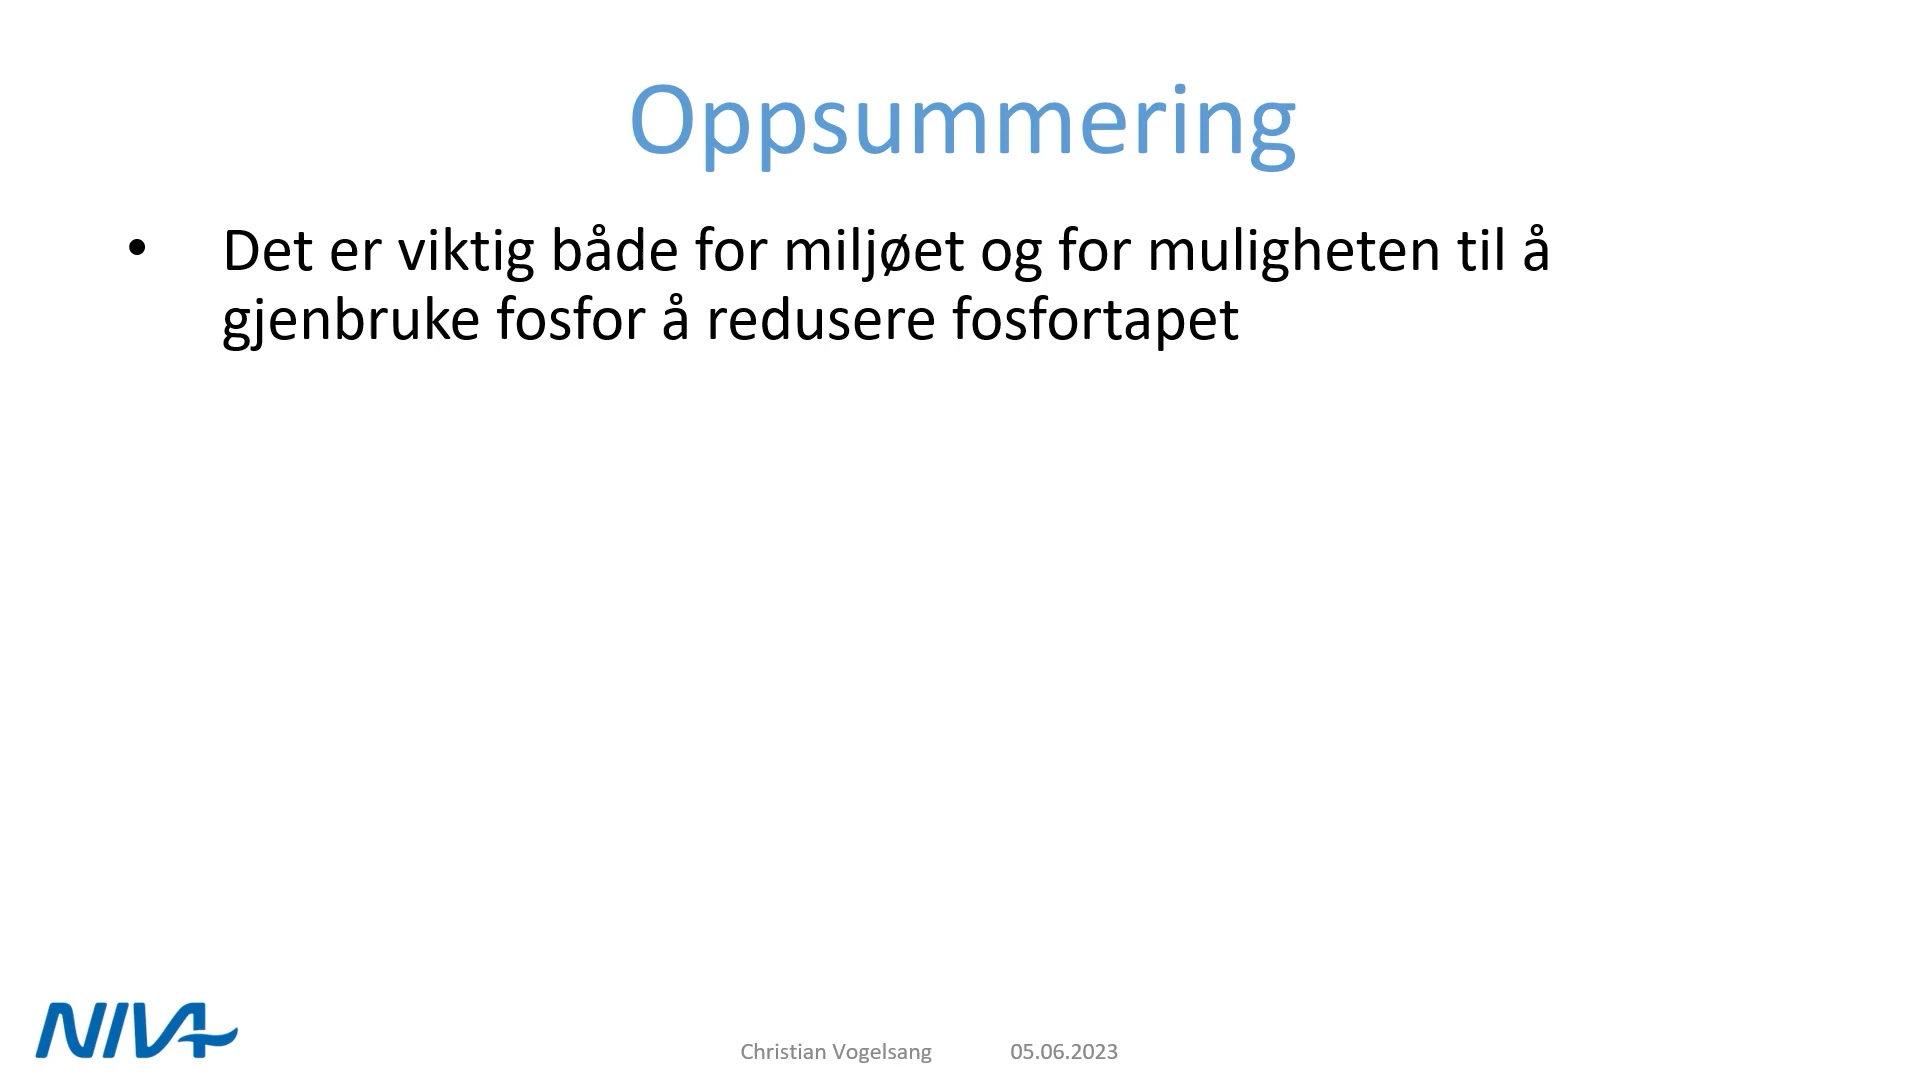 Oppsummering
• Det er viktig både for miljøet og for muligheten til å
gjenbruke fosfor å redusere fosfortapet
NIVA
Christian Vogelsang 05.06.2023